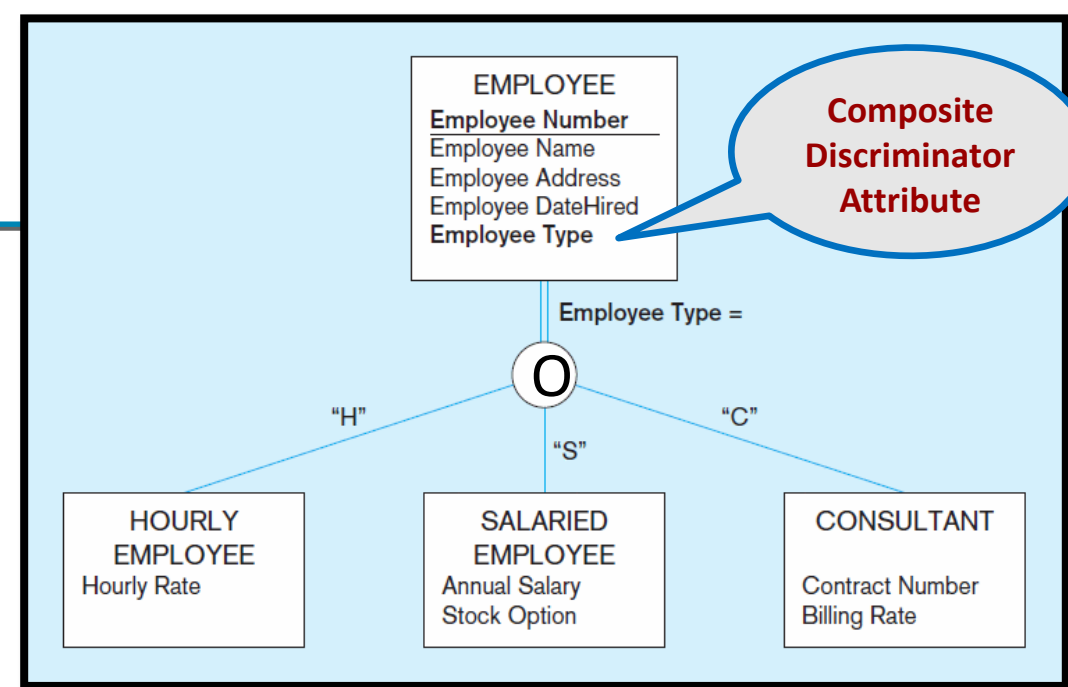 EMPLOYEE
Employee Number
Employee Name
Employee Address
Employee DateHired
Employee Type
Composite
Discriminator
Attribute
Employee Type =
O
“H”
“S”
“C”
HOURLY
EMPLOYEE
Hourly Rate
SALARIED
EMPLOYEE
Annual Salary
Stock Option
CONSULTANT
Contract Number
Billing Rate